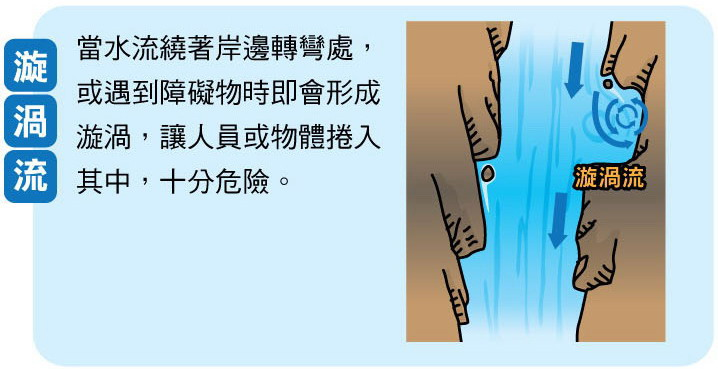 漩渦流
當水流繞著岸邊轉彎處，
或遇到障礙物時即會形成
漩渦，讓人員或物體捲入
其中，十分危險。
漩渦流